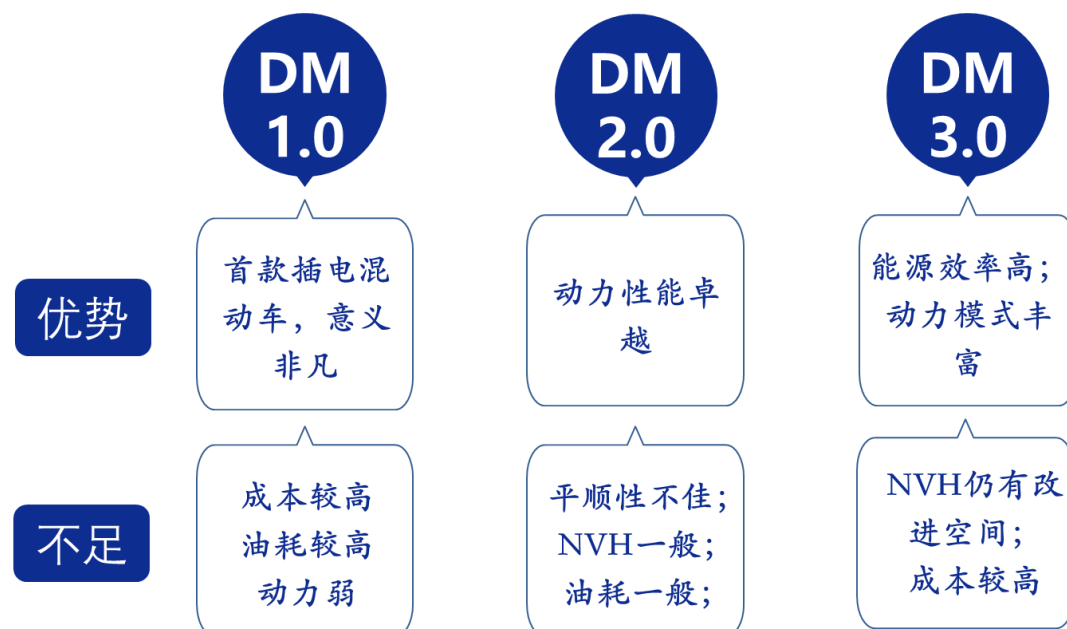 DM
1.0
DM
2.0
DM
3.0
优势
首款插电混
动车，意义
非凡
动力性能卓
越
能源效率高；
动力模式丰
富
不足
成本较高
油耗较高
动力弱
平顺性不佳；
NVH一般；
油耗一般；
NVH仍有改
进空间；
成本较高